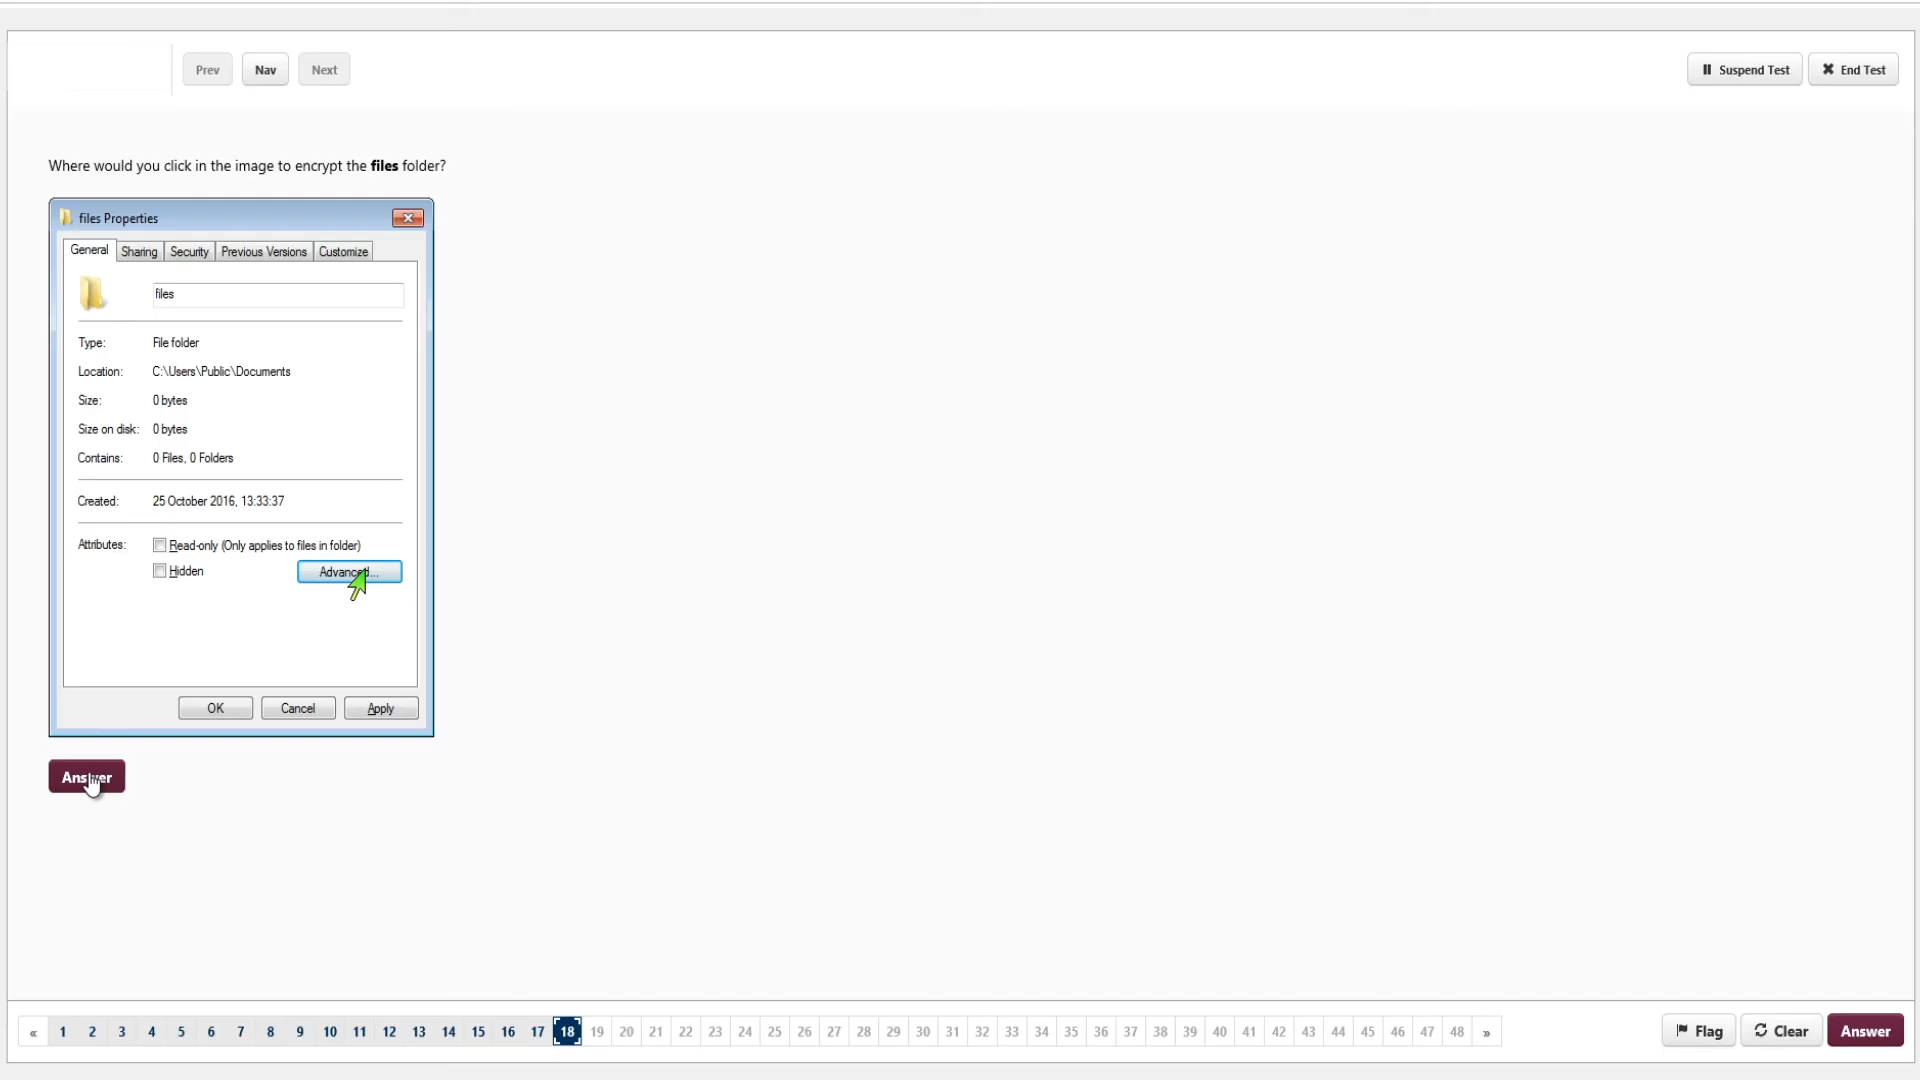 Prev Nav Next Suspend Test End Test
Where would you click in the image to encrypt the files folder?
files Properties
General Sharing Security Previous Versions Customize
files
Type: File folder
Location: C:\Users\Public\Documents
Size: 0 bytes
Size on disk: 0 bytes
Contains: 0 Files, 0 Folders
Created: 25 October 2016, 13:33:37
Attributes: Read-only (Only applies to files in folder)
Hidden Advanced...
OK Cancel Apply
Answer
« 1 2 3 4 5 6 7 8 9 10 11 12 13 14 15 16 17 18 19 20 21 22 23 24 25 26 27 28 29 30 31 32 33 34 35 36 37 38 39 40 41 42 43 44 45 46 47 48 » Flag Clear Answer